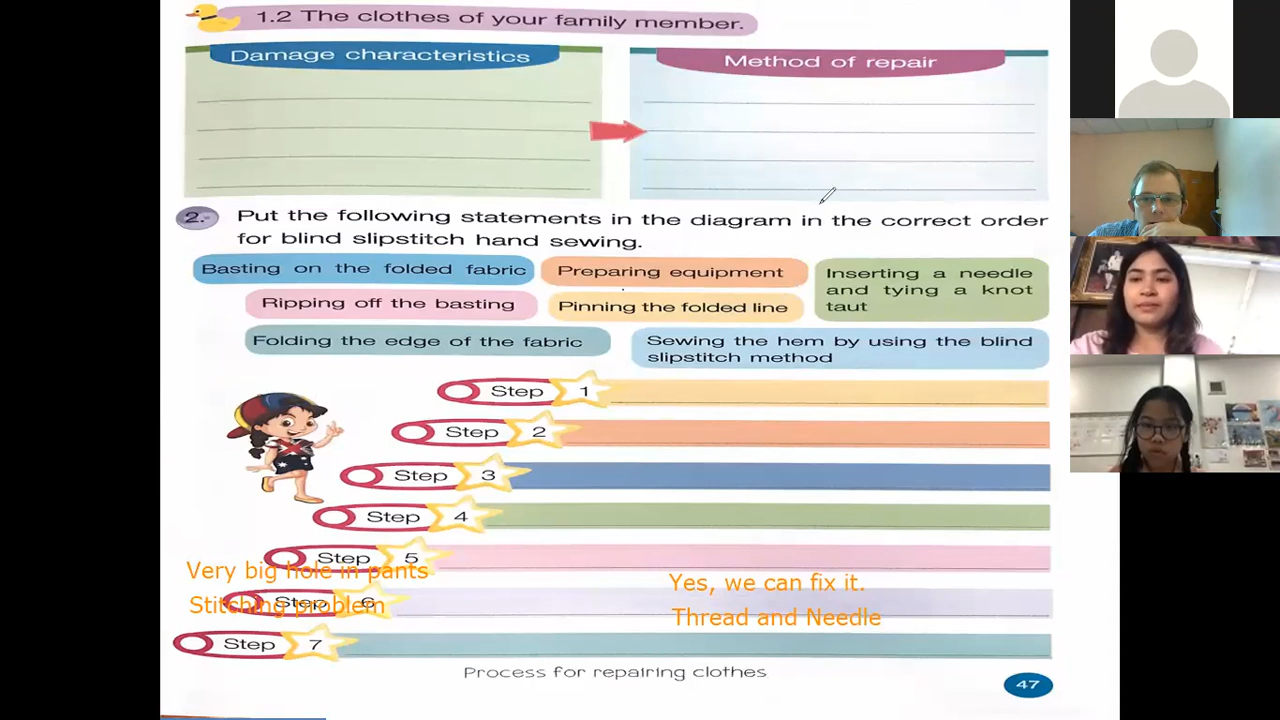 1.2 The clothes of your family member.
Damage characteristics
Method of repair
2. Put the following statements in the diagram in the correct order
for blind slipstitch hand sewing.
Basting on the folded fabric
Preparing equipment
Inserting a needle
and tying a knot
taut
Ripping off the basting
Pinning the folded line
Folding the edge of the fabric
Sewing the hem by using the blind
slipstitch method
Step 1
Step 2
Step 3
Step 4
Step 5
Very big hole in pants
Yes, we can fix it.
Step 6
Stitching problem
Thread and Needle
Step 7
Process for repairing clothes
47